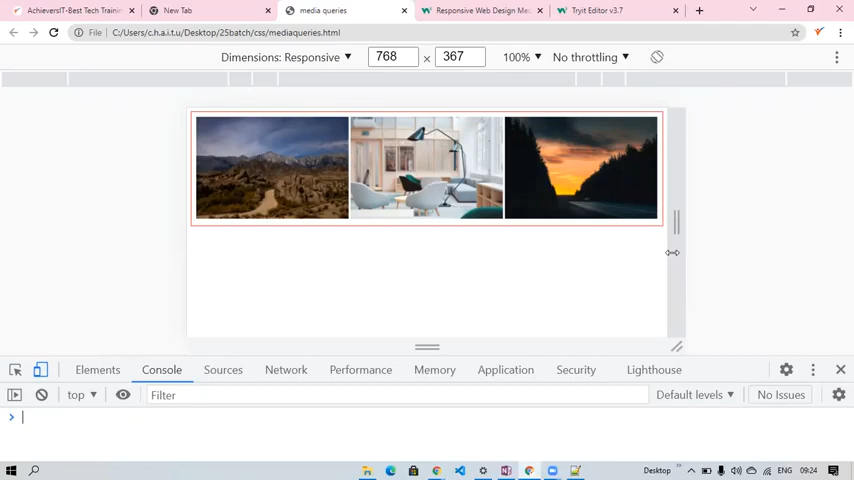 AchieversIT-Best Tech Trainin
New Tab
media queries
Responsive Web Design Med
Tryit Editor v3.7
File
C:/Users/c.h.a.i.t.u/Desktop/25batch/css/mediaqueries.html
Dimensions: Responsive
768 × 367
100%
No throttling
Elements
Console
Sources
Network
Performance
Memory
Application
Security
Lighthouse
top
Filter
Default levels
No Issues
Desktop
ENG
09:24